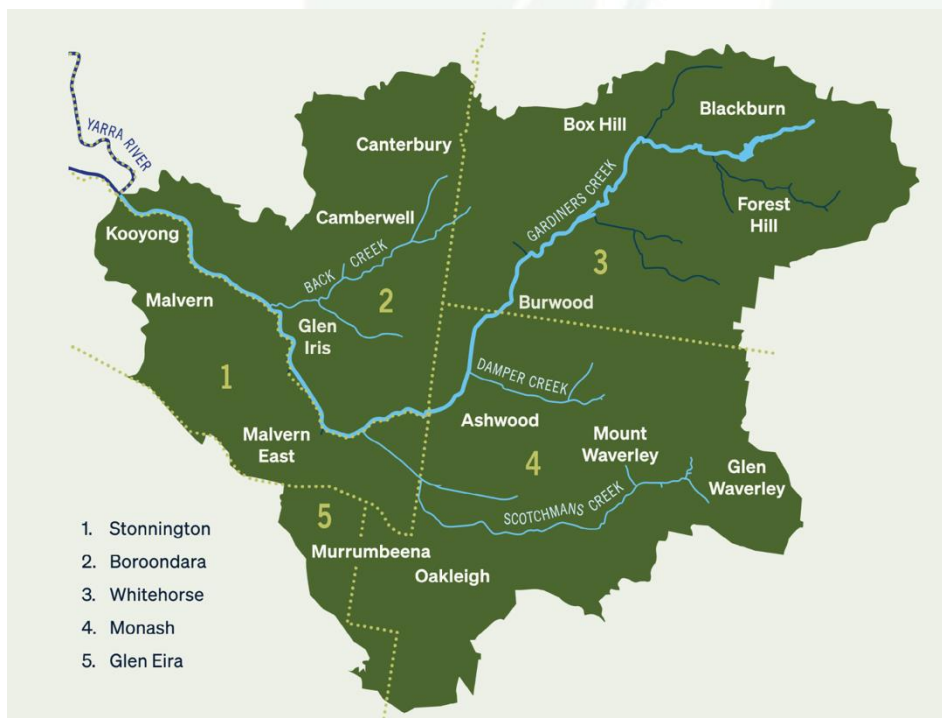 YARRA RIVER
Canterbury
Box Hill
Blackburn
Camberwell
GARDINERS CREEK
Forest
Hill
Kooyong
BACK CREEK
3
Malvern
2
Burwood
Glen
Iris
1
DAMPER CREEK
Ashwood
Malvern
East
4
Mount
Waverley
Glen
Waverley
SCOTCHMANS CREEK
5
Murrumbeena
Oakleigh
1. Stonnington
2. Boroondara
3. Whitehorse
4. Monash
5. Glen Eira